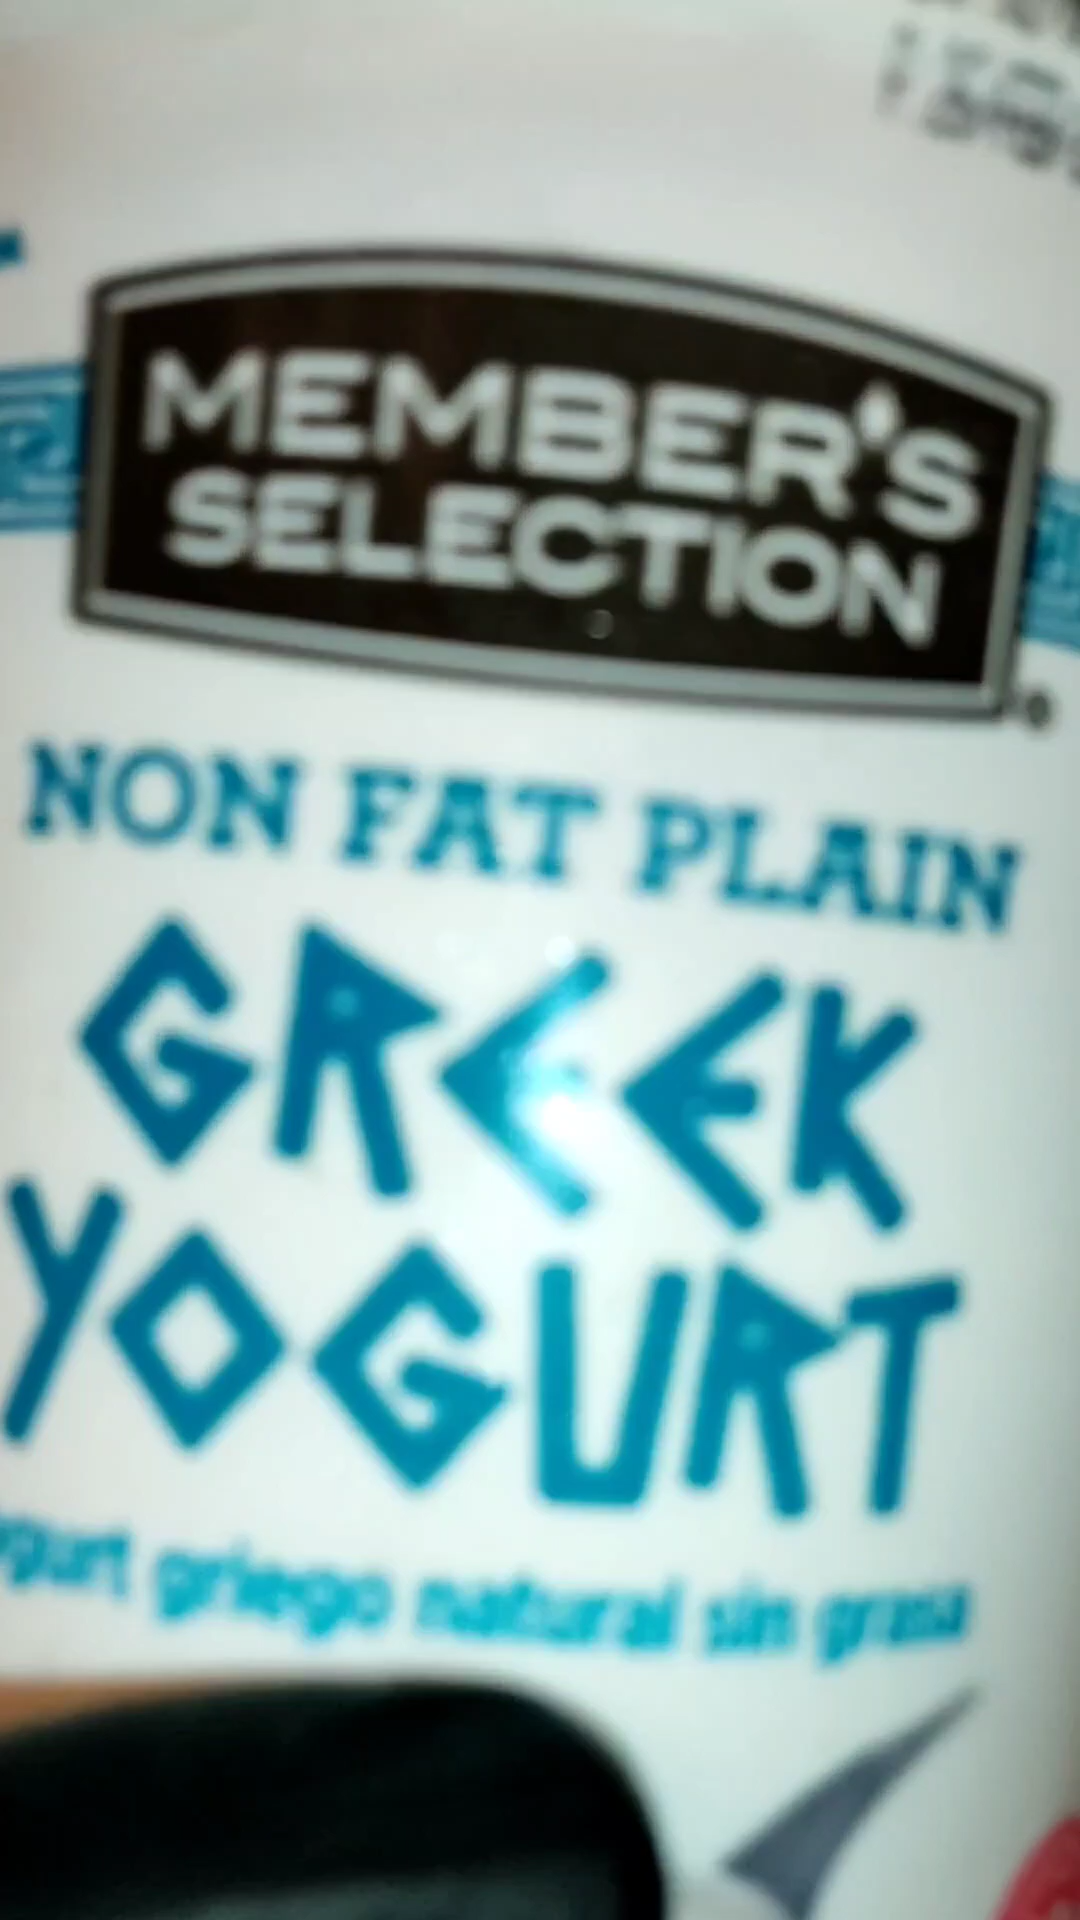 MEMBER'S
SELECTION
NON FAT PLAIN
GREEK
YOGURT
griego natural sin grasa